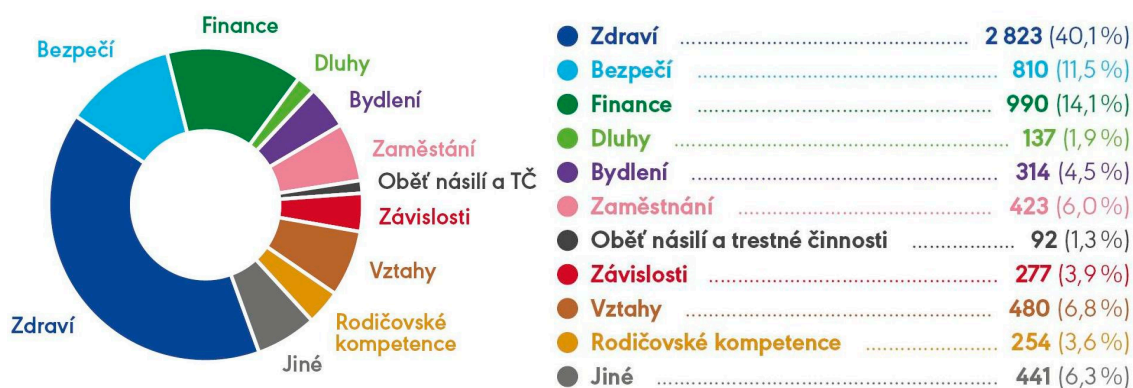 Finance
Bezpečí
Dluhy
Bydlení
Zaměstání
Oběť násilí a TČ
Závislosti
Vztahy
Zdraví
Rodičovské
kompetence
Jiné
Zdraví ................................................ 2 823 (40,1 %)
Bezpečí ................................................ 810 (11,5 %)
Finance ................................................ 990 (14,1 %)
Dluhy ................................................ 137 (1,9 %)
Bydlení ................................................ 314 (4,5 %)
Zaměstnání ........................................ 423 (6,0 %)
Oběť násilí a trestné činnosti ............... 92 (1,3 %)
Závislosti ............................................ 277 (3,9 %)
Vztahy ................................................ 480 (6,8 %)
Rodičovské kompetence .................... 254 (3,6 %)
Jiné .................................................... 441 (6,3 %)